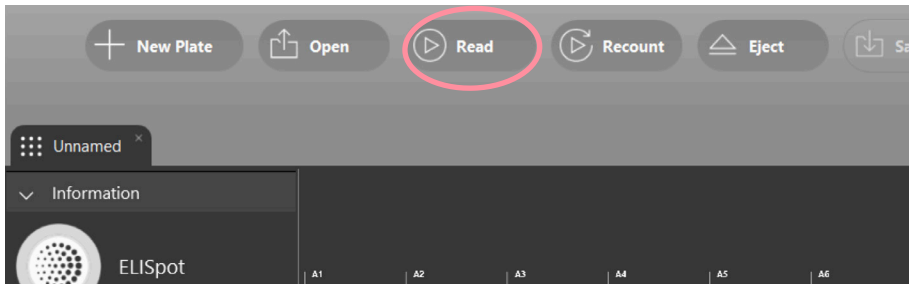 New Plate Open Read Recount Eject
Unnamed ×
Information
ELISpot
A1 A2 A3 A4 A5 A6